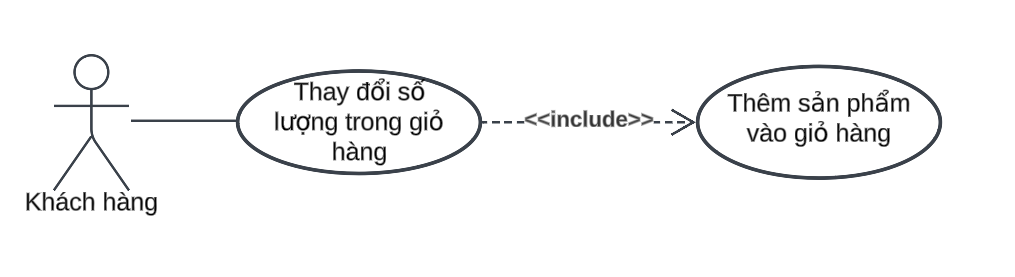 Thay đổi số
lượng trong giỏ
hàng
<<include>>
Thêm sản phẩm
vào giỏ hàng
Khách hàng